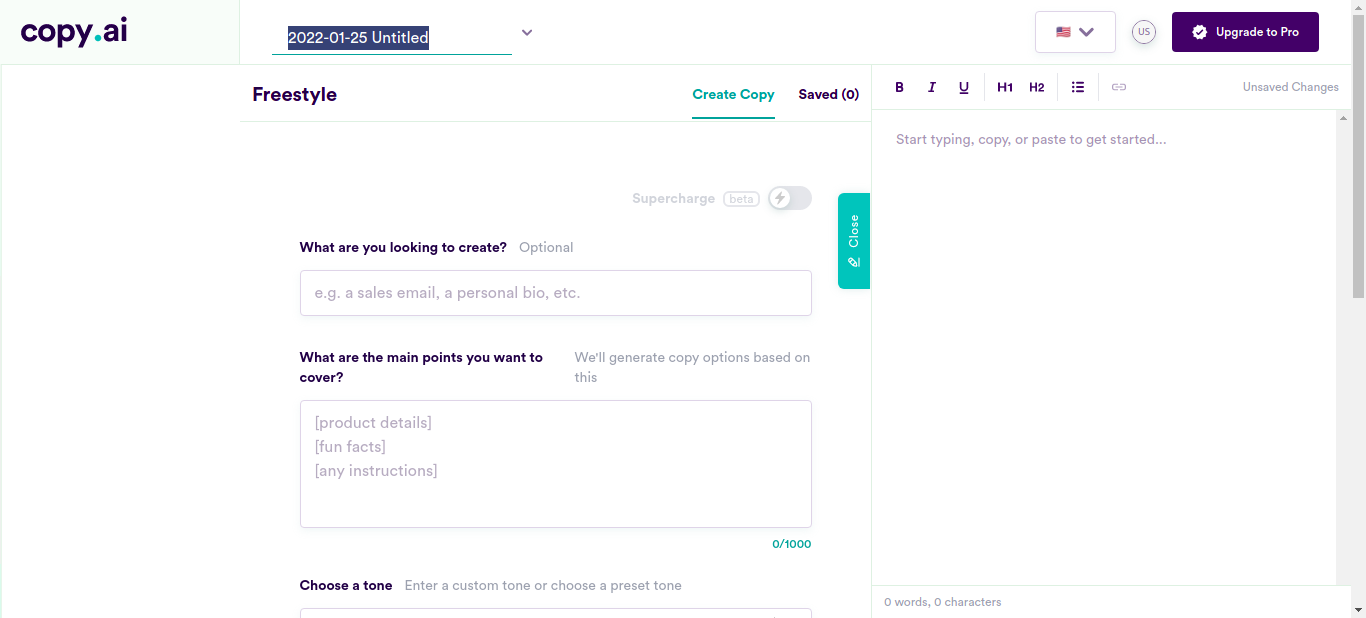 copy.ai
2022-01-25 Untitled
US
Upgrade to Pro
Freestyle
Create Copy
Saved (0)
B I U H1 H2
Unsaved Changes
Start typing, copy, or paste to get started...
Supercharge beta
Close
What are you looking to create? Optional
e.g. a sales email, a personal bio, etc.
What are the main points you want to
cover?
We'll generate copy options based on
this
[product details]
[fun facts]
[any instructions]
0/1000
Choose a tone Enter a custom tone or choose a preset tone
0 words, 0 characters